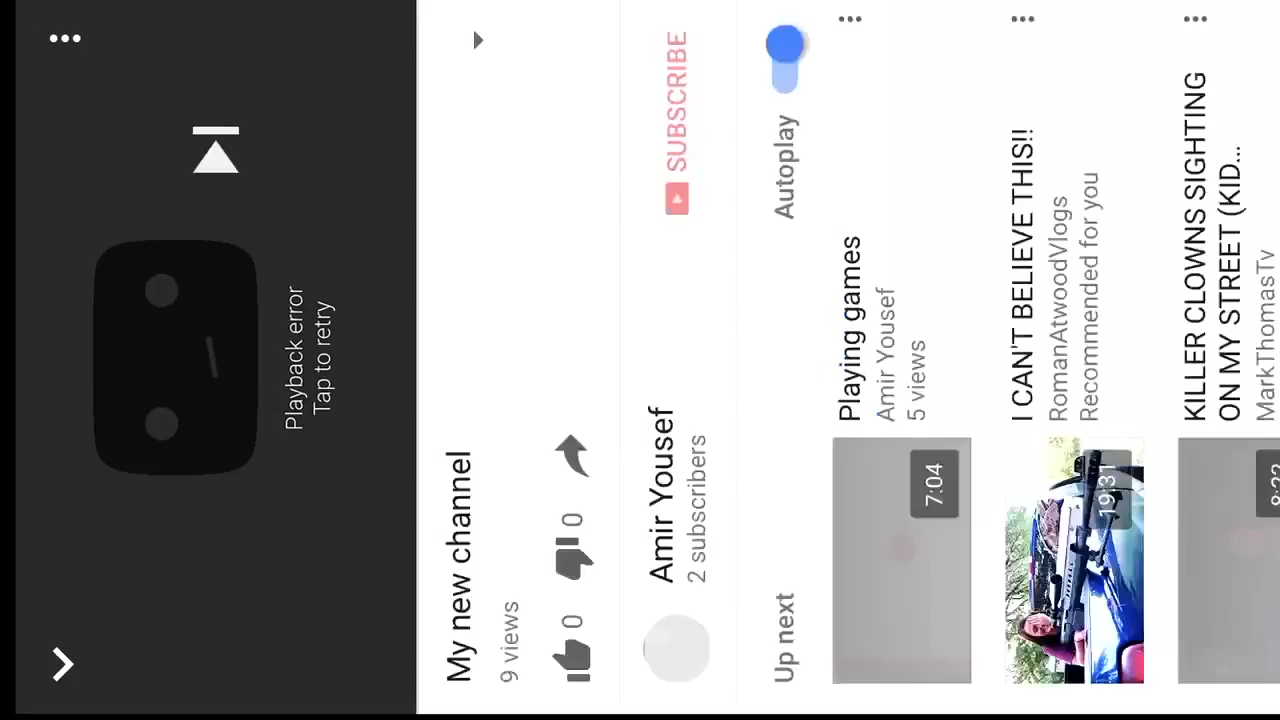 Playback error
Tap to retry
My new channel
9 views
0
0
Amir Yousef
2 subscribers
SUBSCRIBE
Up next
Autoplay
7:04
Playing games
Amir Yousef
5 views
19:31
I CAN'T BELIEVE THIS!!
RomanAtwoodVlogs
Recommended for you
KILLER CLOWNS SIGHTING
ON MY STREET (KID...
MarkThomasTv